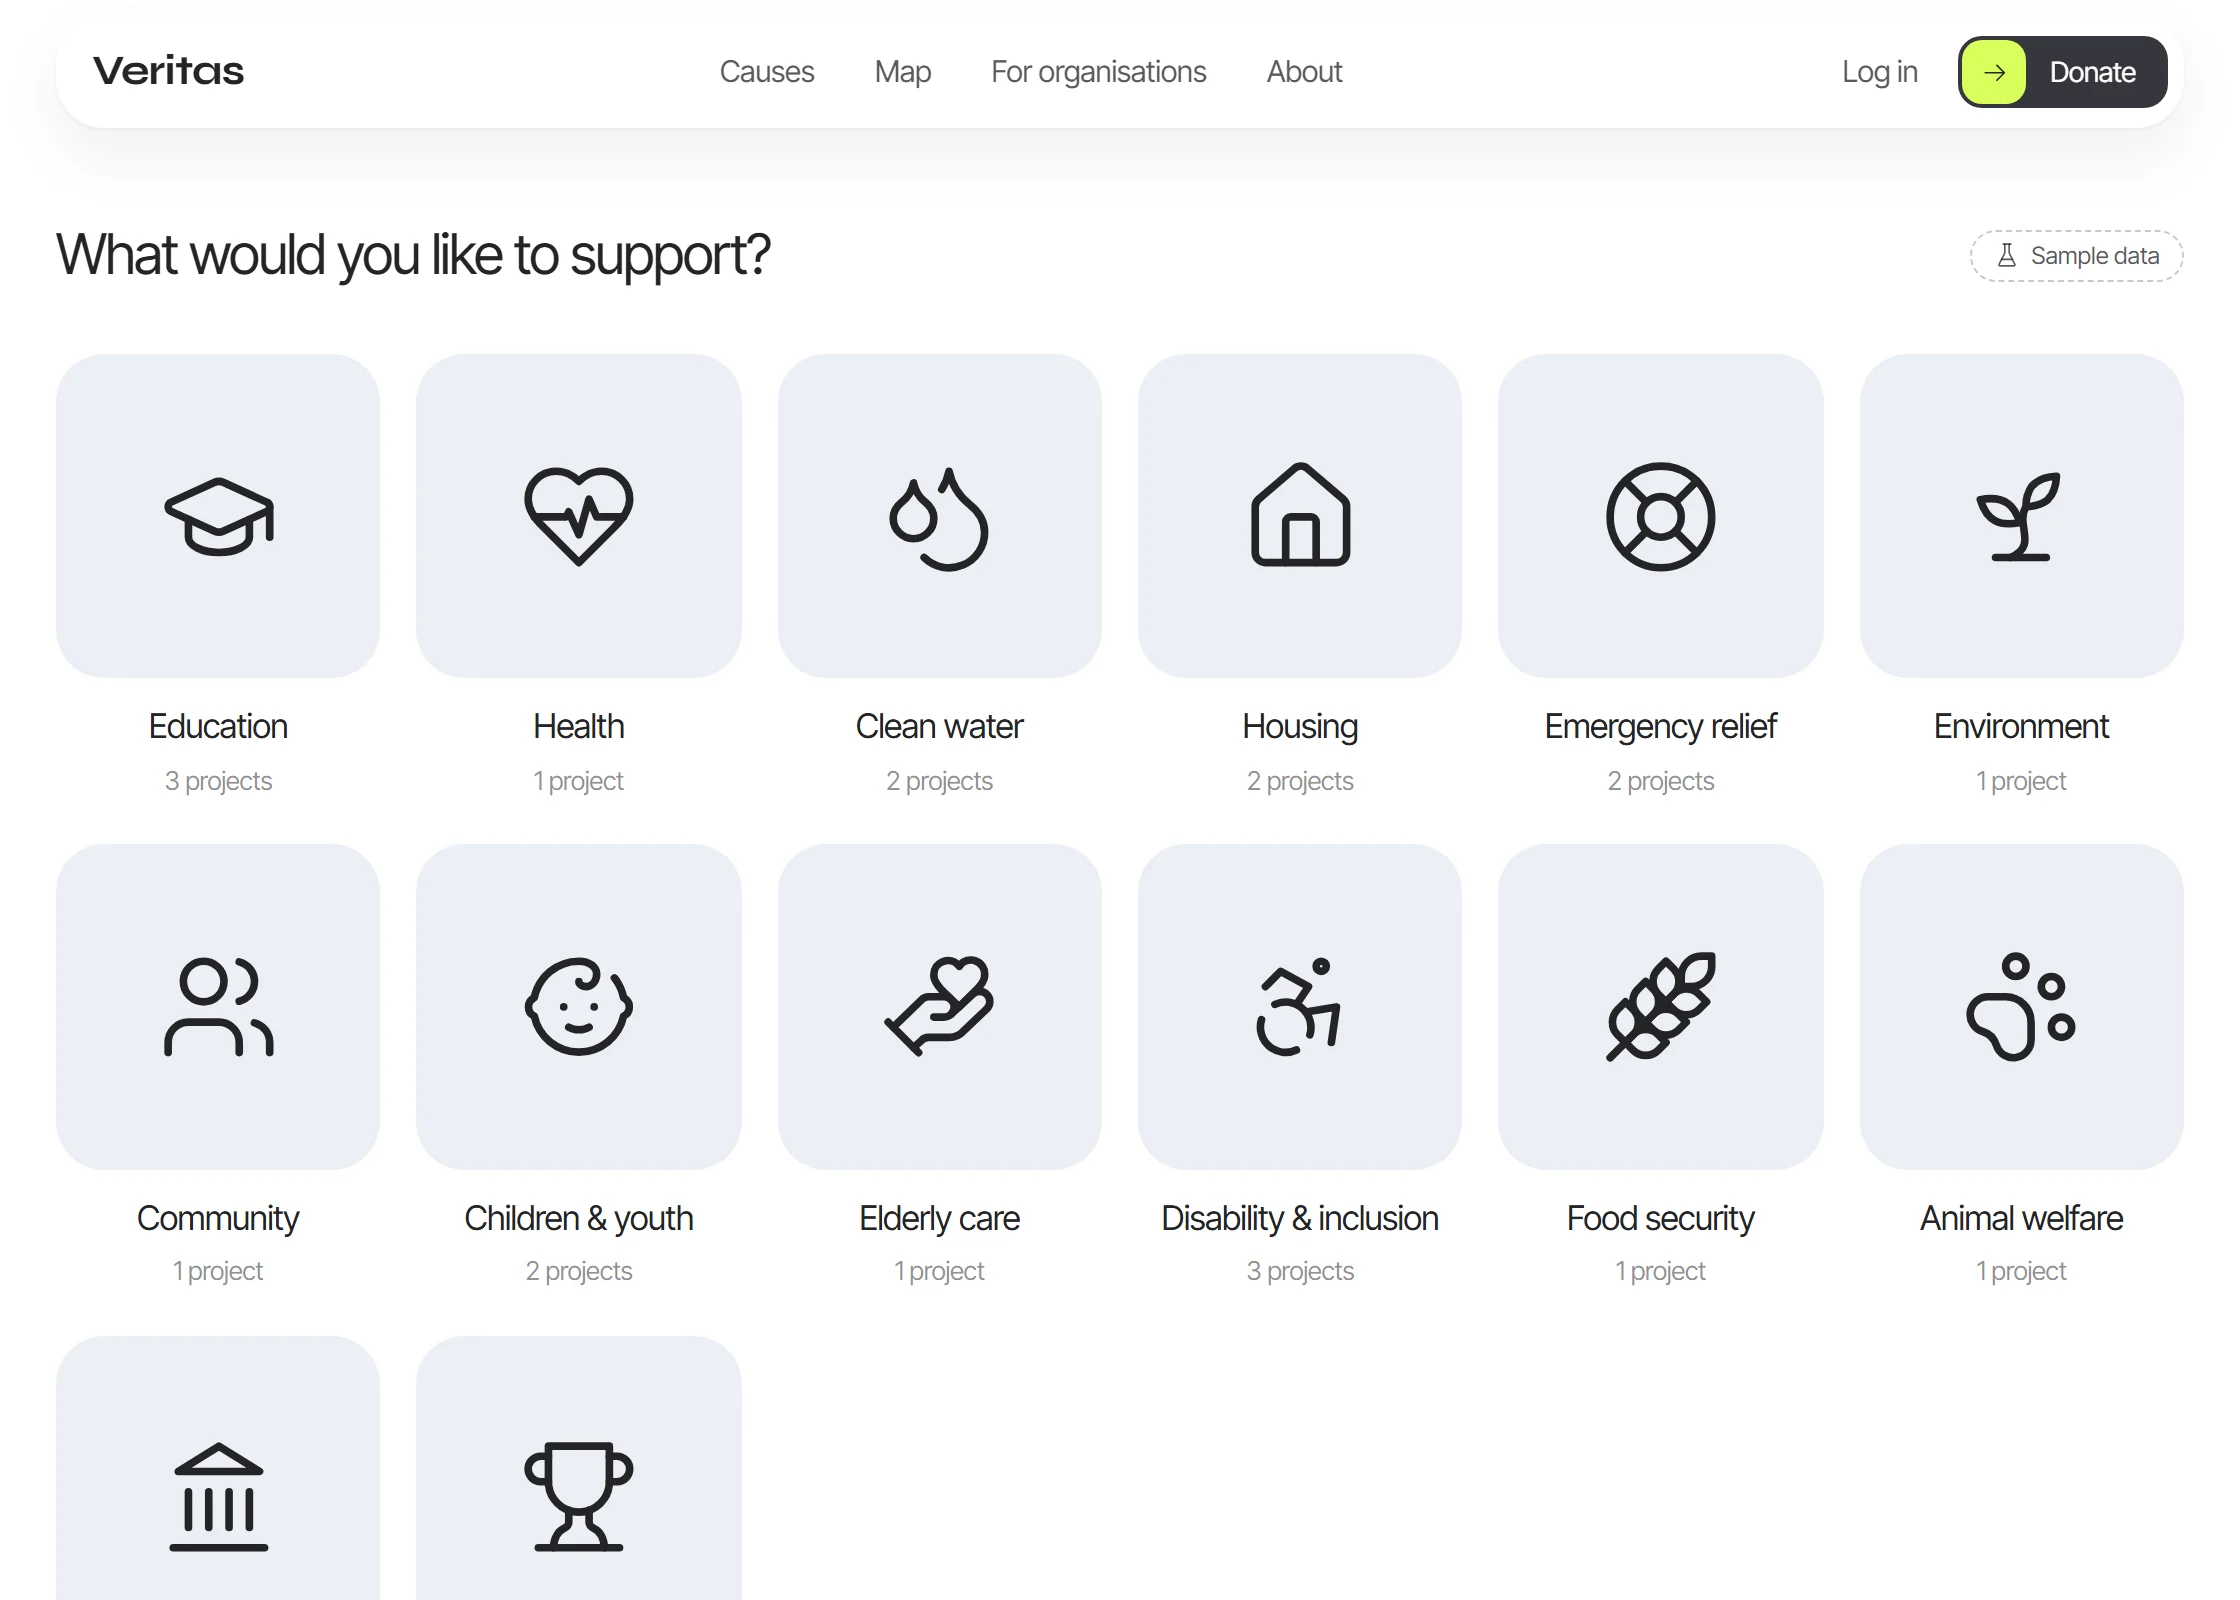 Veritas
Causes
Map
For organisations
About
Log in
Donate
What would you like to support?
Sample data
Education
Health
Clean water
Housing
Emergency relief
Environment
3 projects
1 project
2 projects
2 projects
2 projects
1 project
Community
Children & youth
Elderly care
Disability & inclusion
Food security
Animal welfare
1 project
2 projects
1 project
3 projects
1 project
1 project